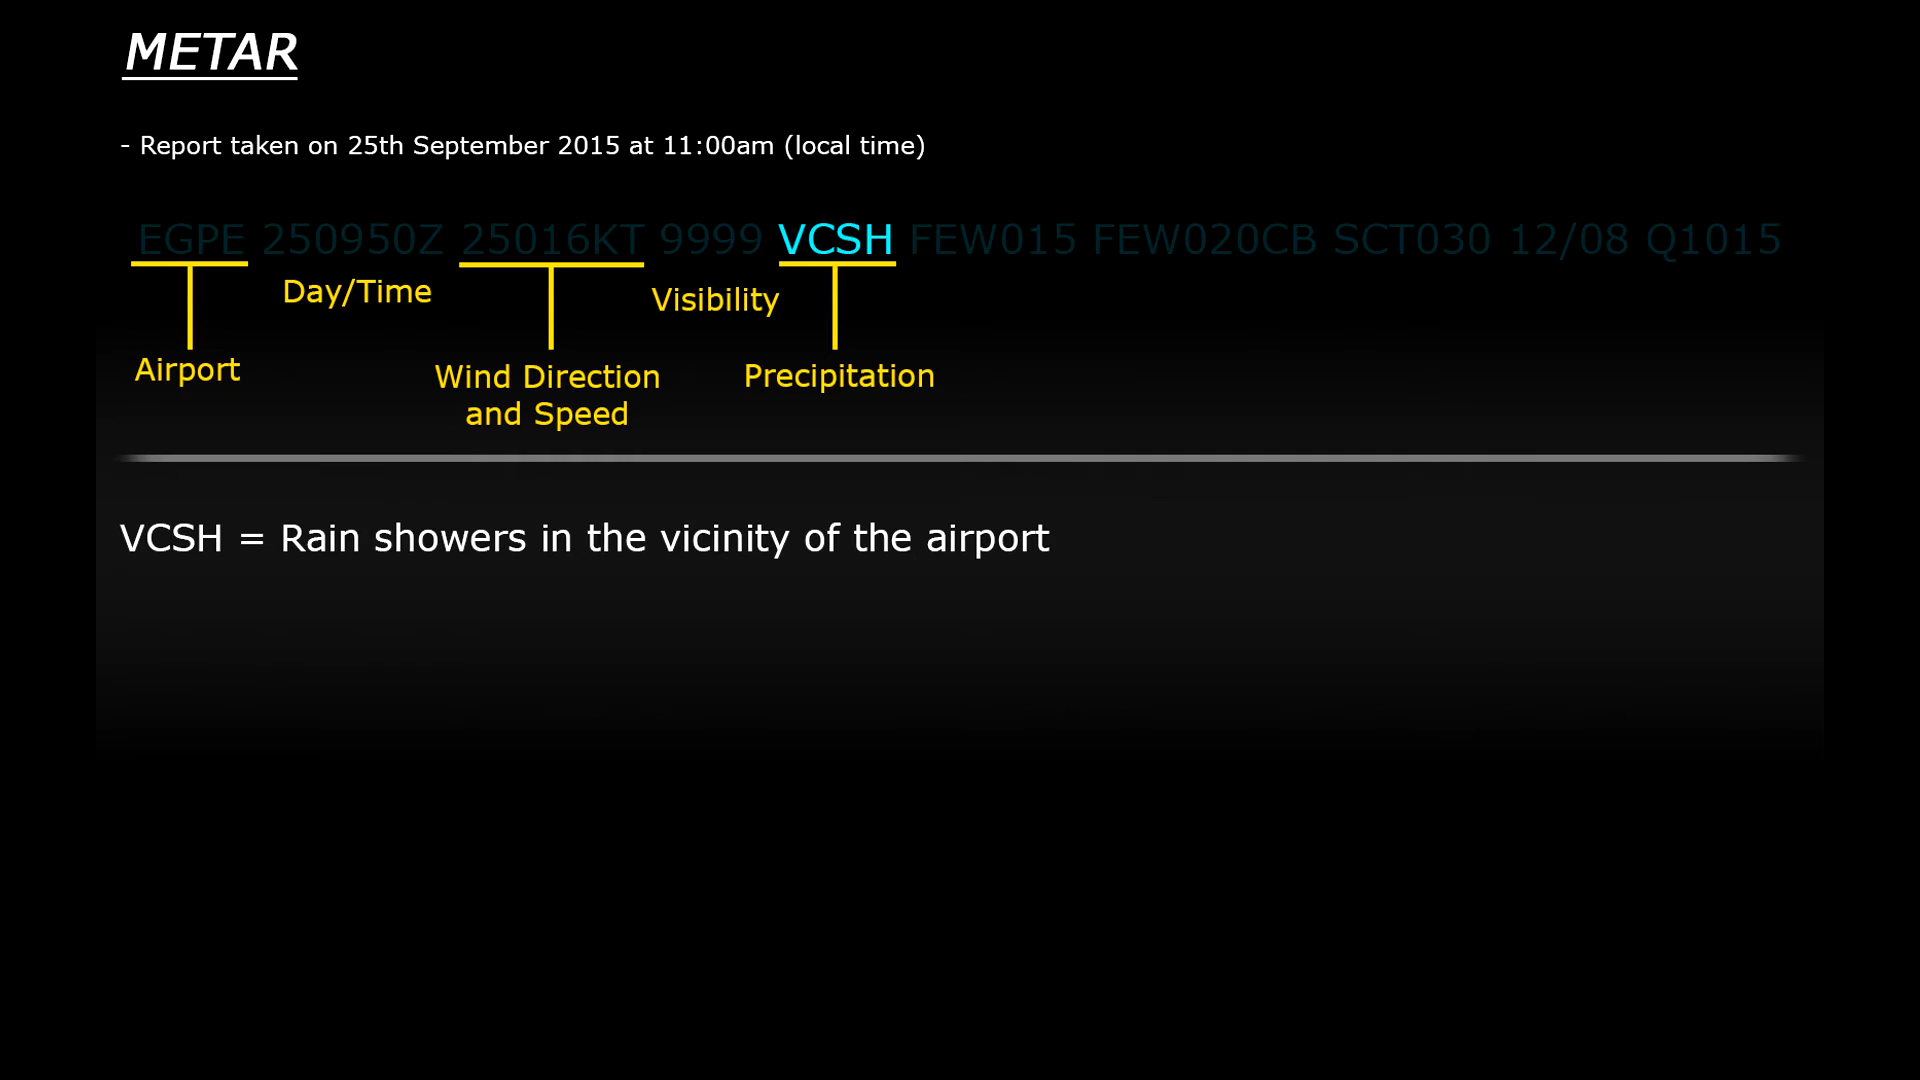 METAR
- Report taken on 25th September 2015 at 11:00am (local time)
EGPE 250950Z 25016KT 9999 VCSH FEW015 FEW020CB SCT030 12/08 Q1015
Day/Time
Visibility
Airport
Wind Direction
and Speed
Precipitation
VCSH = Rain showers in the vicinity of the airport